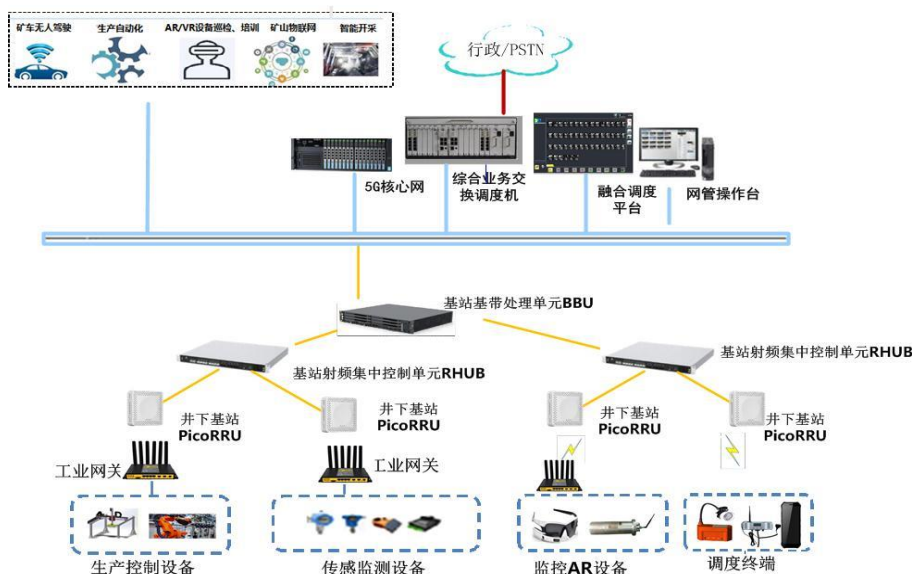 矿车无人驾驶 生产自动化 AR/VR设备巡检、培训 矿山物联网 智能开采
行政/PSTN
5G核心网
综合业务交
换调度机
融合调度
平台
网管操作台
基站基带处理单元BBU
基站射频集中控制单元RHUB
基站射频集中控制单元RHUB
井下基站
PicoRRU
井下基站
PicoRRU
井下基站
PicoRRU
井下基站
PicoRRU
工业网关
工业网关
生产控制设备
传感监测设备
监控AR设备
调度终端